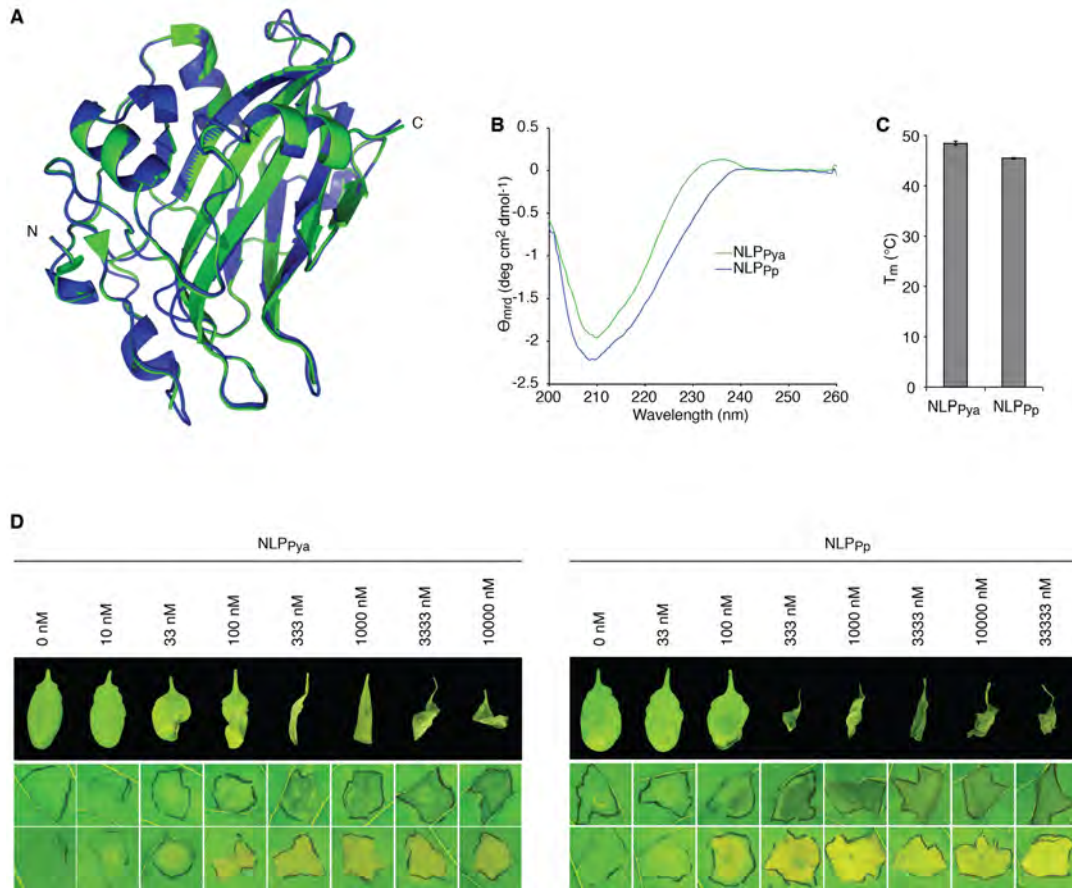 A
N
C
B
0.5
0
-0.5
-1
-1.5
-2
-2.5
200
210
220
230
240
250
260
Θmrd (deg cm2 dmol-1)
Wavelength (nm)
NLPPya
NLPPp
C
50
40
30
20
10
0
Tm (°C)
NLPPya
NLPPp
D
NLPPya
0 nM
10 nM
33 nM
100 nM
333 nM
1000 nM
3333 nM
10000 nM
NLPPp
0 nM
33 nM
100 nM
333 nM
1000 nM
3333 nM
10000 nM
33333 nM